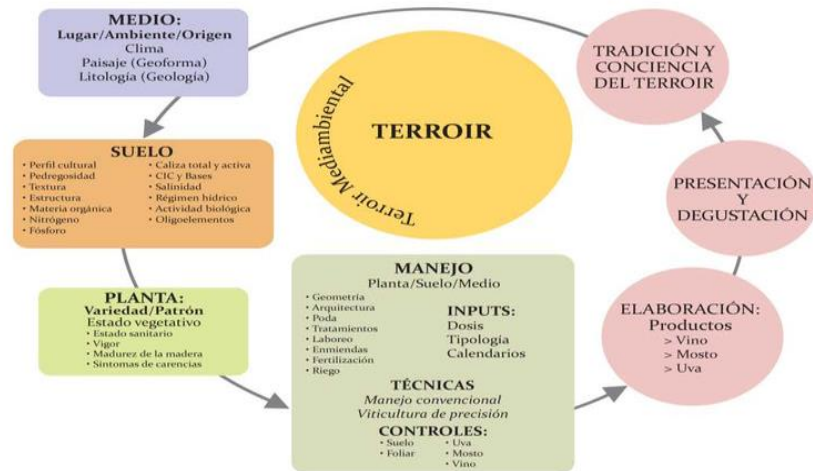 MEDIO:
Lugar/Ambiente/Origen
Clima
Paisaje (Geoforma)
Litología (Geología)
SUELO
• Perfil cultural
• Pedregosidad
• Textura
• Estructura
• Materia orgánica
• Nitrógeno
• Fósforo
• Caliza total y activa
• CIC y Bases
• Salinidad
• Régimen hídrico
• Actividad biológica
• Oligoelementos
PLANTA:
Variedad/Patrón
Estado vegetativo
• Estado sanitario
• Vigor
• Madurez de la madera
• Síntomas de carencias
TERROIR
Terroir Mediambiental
MANEJO
Planta/Suelo/Medio
• Geometría
• Arquitectura
• Poda
• Tratamientos
• Laboreo
• Enmiendas
• Fertilización
• Riego
INPUTS:
Dosis
Tipología
Calendarios
TÉCNICAS
Manejo convencional
Viticultura de precisión
CONTROLES:
• Suelo
• Foliar
• Uva
• Mosto
• Vino
ELABORACIÓN:
Productos
> Vino
> Mosto
> Uva
PRESENTACIÓN
Y
DEGUSTACIÓN
TRADICIÓN Y
CONCIENCIA
DEL TERROIR